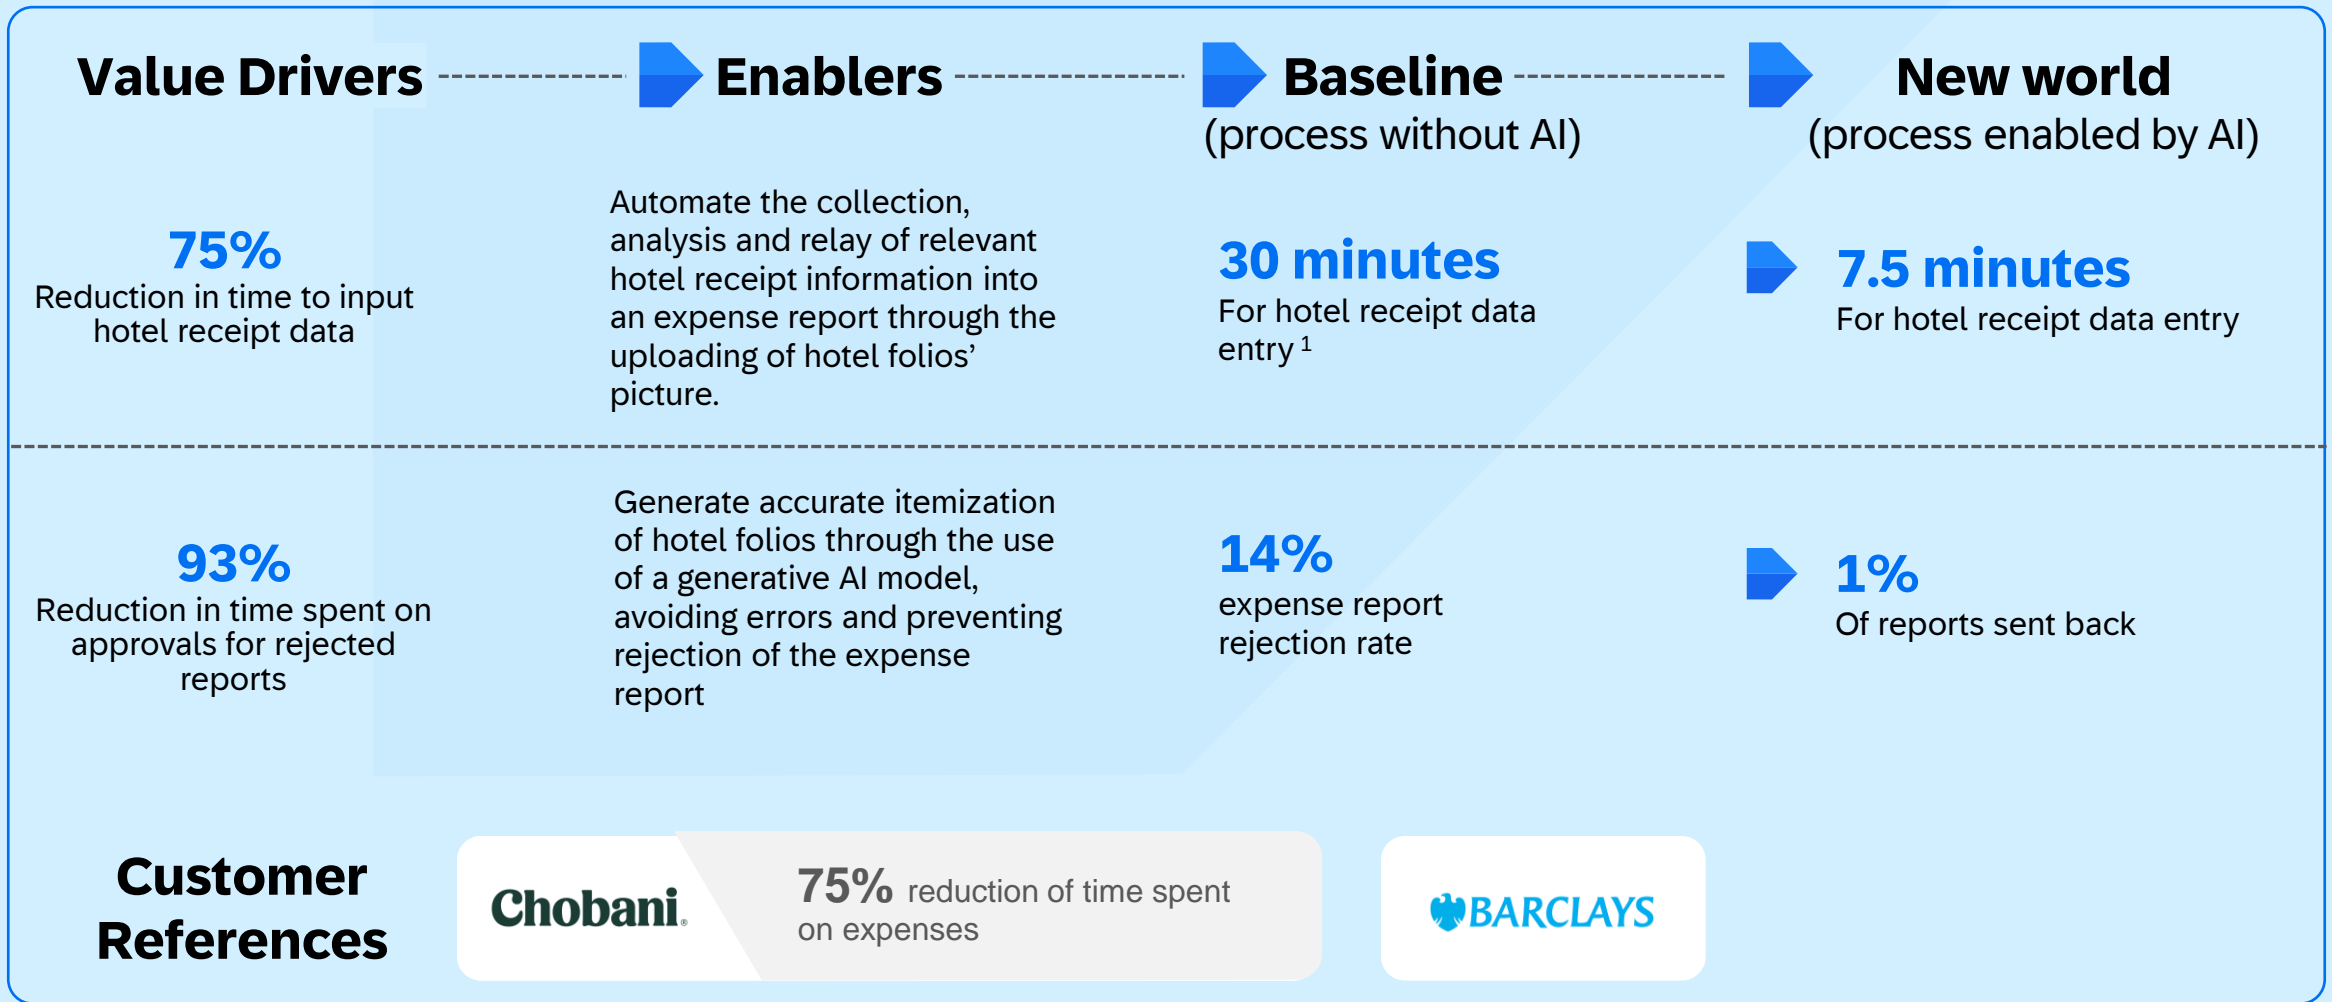 Value Drivers
Enablers
Baseline
(process without AI)
New world
(process enabled by AI)
75%
Reduction in time to input
hotel receipt data
Automate the collection,
analysis and relay of relevant
hotel receipt information into
an expense report through the
uploading of hotel folios’
picture.
30 minutes
For hotel receipt data
entry 1
7.5 minutes
For hotel receipt data entry
93%
Reduction in time spent on
approvals for rejected
reports
Generate accurate itemization
of hotel folios through the use
of a generative AI model,
avoiding errors and preventing
rejection of the expense
report
14%
expense report
rejection rate
1%
Of reports sent back
Customer
References
Chobani®
75% reduction of time spent
on expenses
BARCLAYS